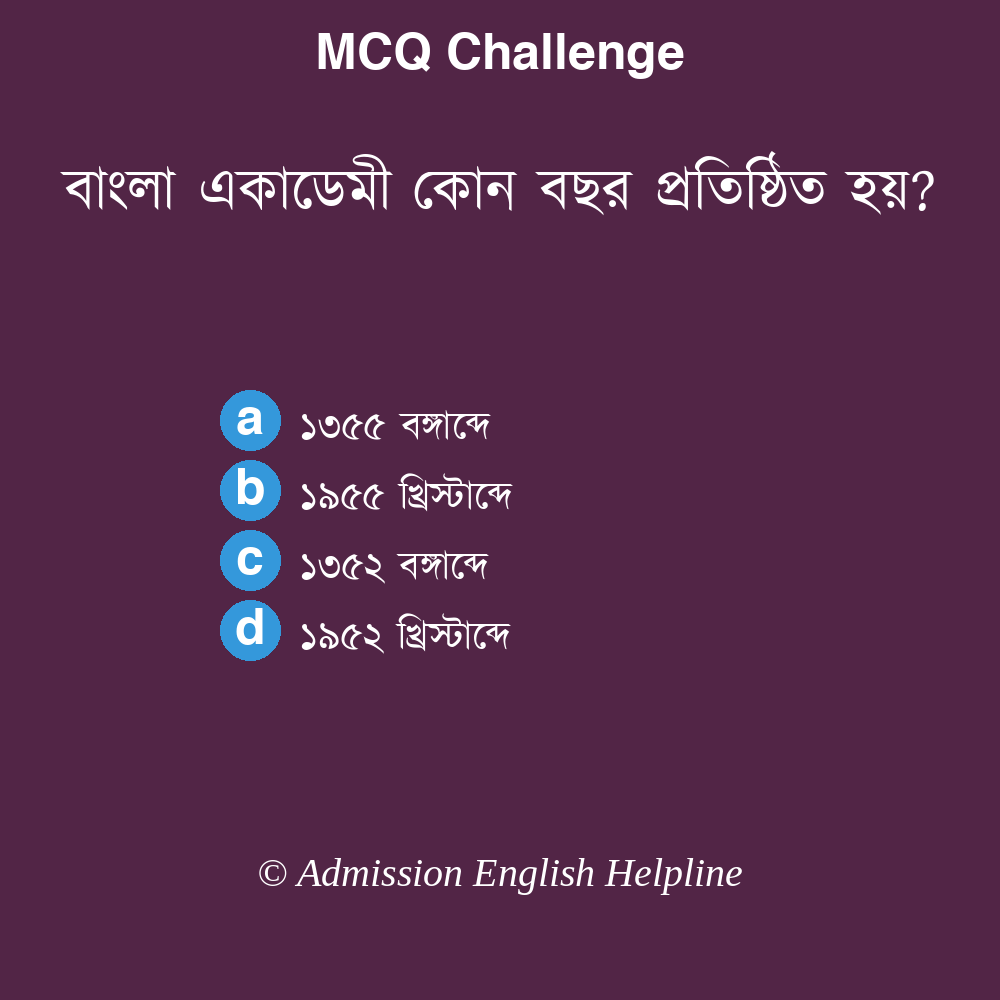 MCQ Challenge
বাংলা একাডেমী কোন বছর প্রতিষ্ঠিত হয়?
a ১৩৫৫ বঙ্গাব্দে
b ১৯৫৫ খ্রিস্টাব্দে
c ১৩৫২ বঙ্গাব্দে
d ১৯৫২ খ্রিস্টাব্দে
© Admission English Helpline